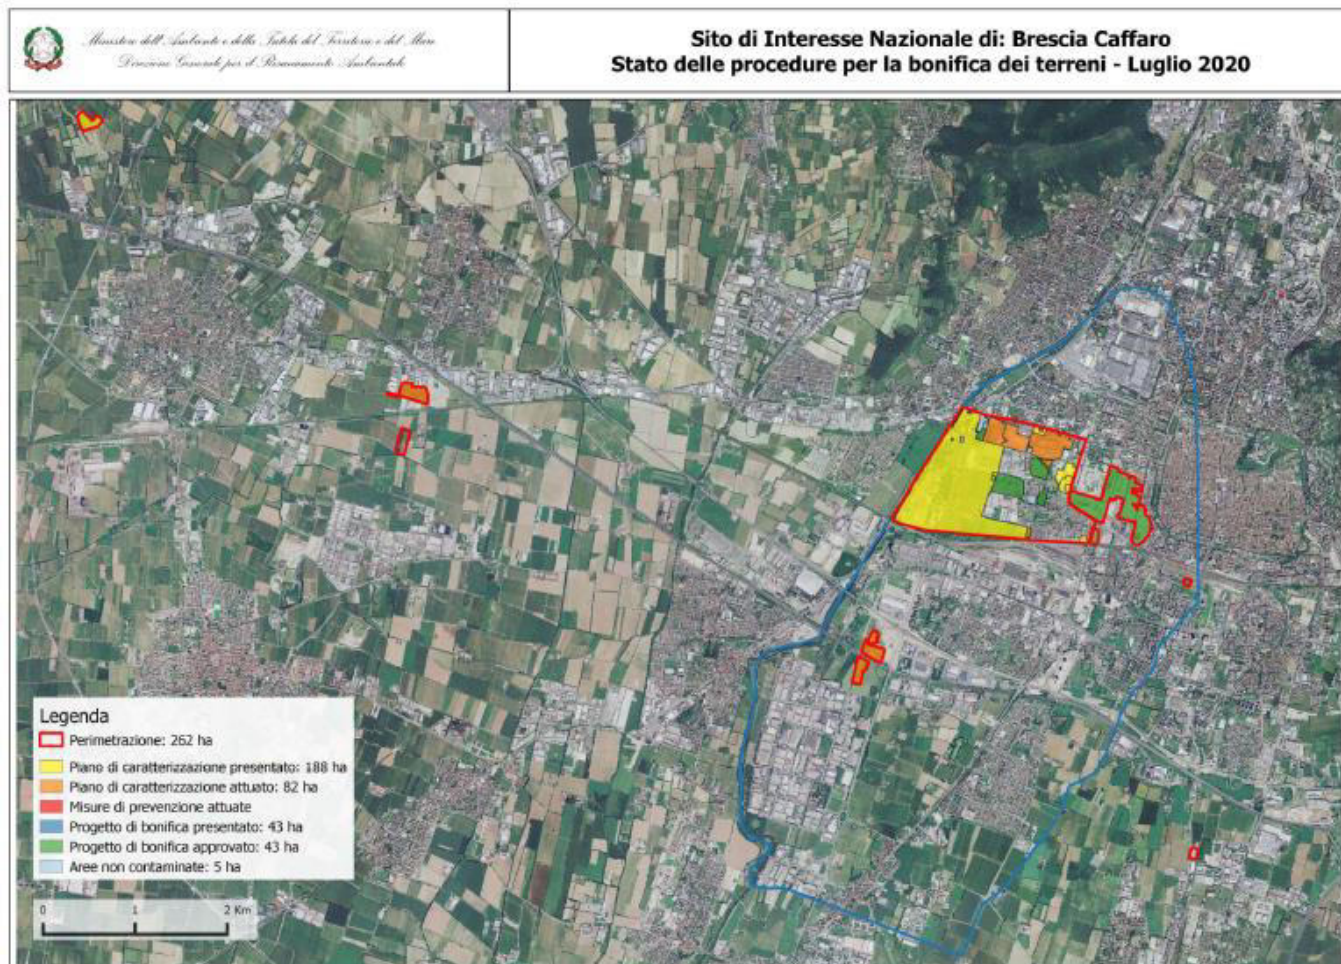 Ministero dell'Ambiente e della Tutela del Territorio e del Mare
Direzione Generale per il Risanamento Ambientale
Sito di Interesse Nazionale di: Brescia Caffaro
Stato delle procedure per la bonifica dei terreni - Luglio 2020
Legenda
Perimetrazione: 262 ha
Piano di caratterizzazione presentato: 188 ha
Piano di caratterizzazione attuato: 82 ha
Misure di prevenzione attuate
Progetto di bonifica presentato: 43 ha
Progetto di bonifica approvato: 43 ha
Aree non contaminate: 5 ha
0 1 2 Km